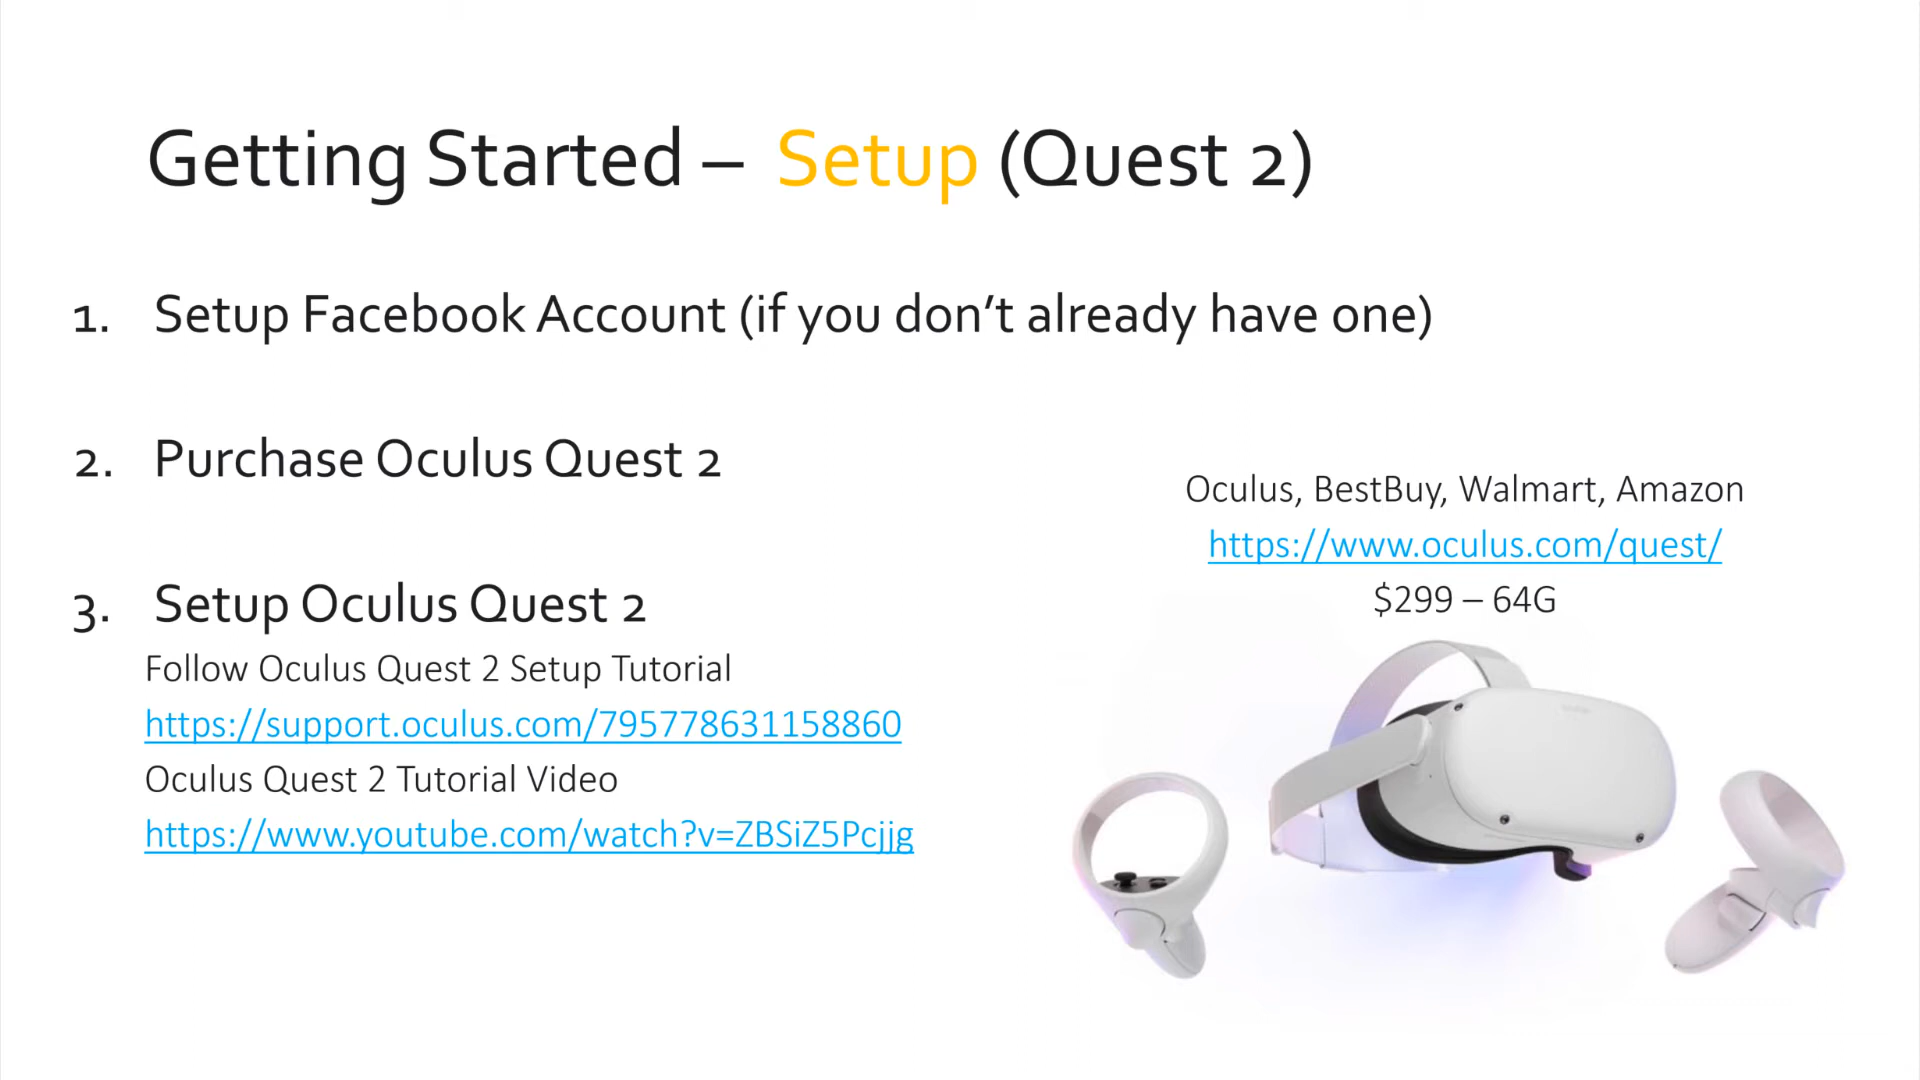 Getting Started – Setup (Quest 2)
1. Setup Facebook Account (if you don’t already have one)
2. Purchase Oculus Quest 2
Oculus, BestBuy, Walmart, Amazon
https://www.oculus.com/quest/
$299 – 64G
3. Setup Oculus Quest 2
Follow Oculus Quest 2 Setup Tutorial
https://support.oculus.com/795778631158860
Oculus Quest 2 Tutorial Video
https://www.youtube.com/watch?v=ZBSiZ5Pcjjg